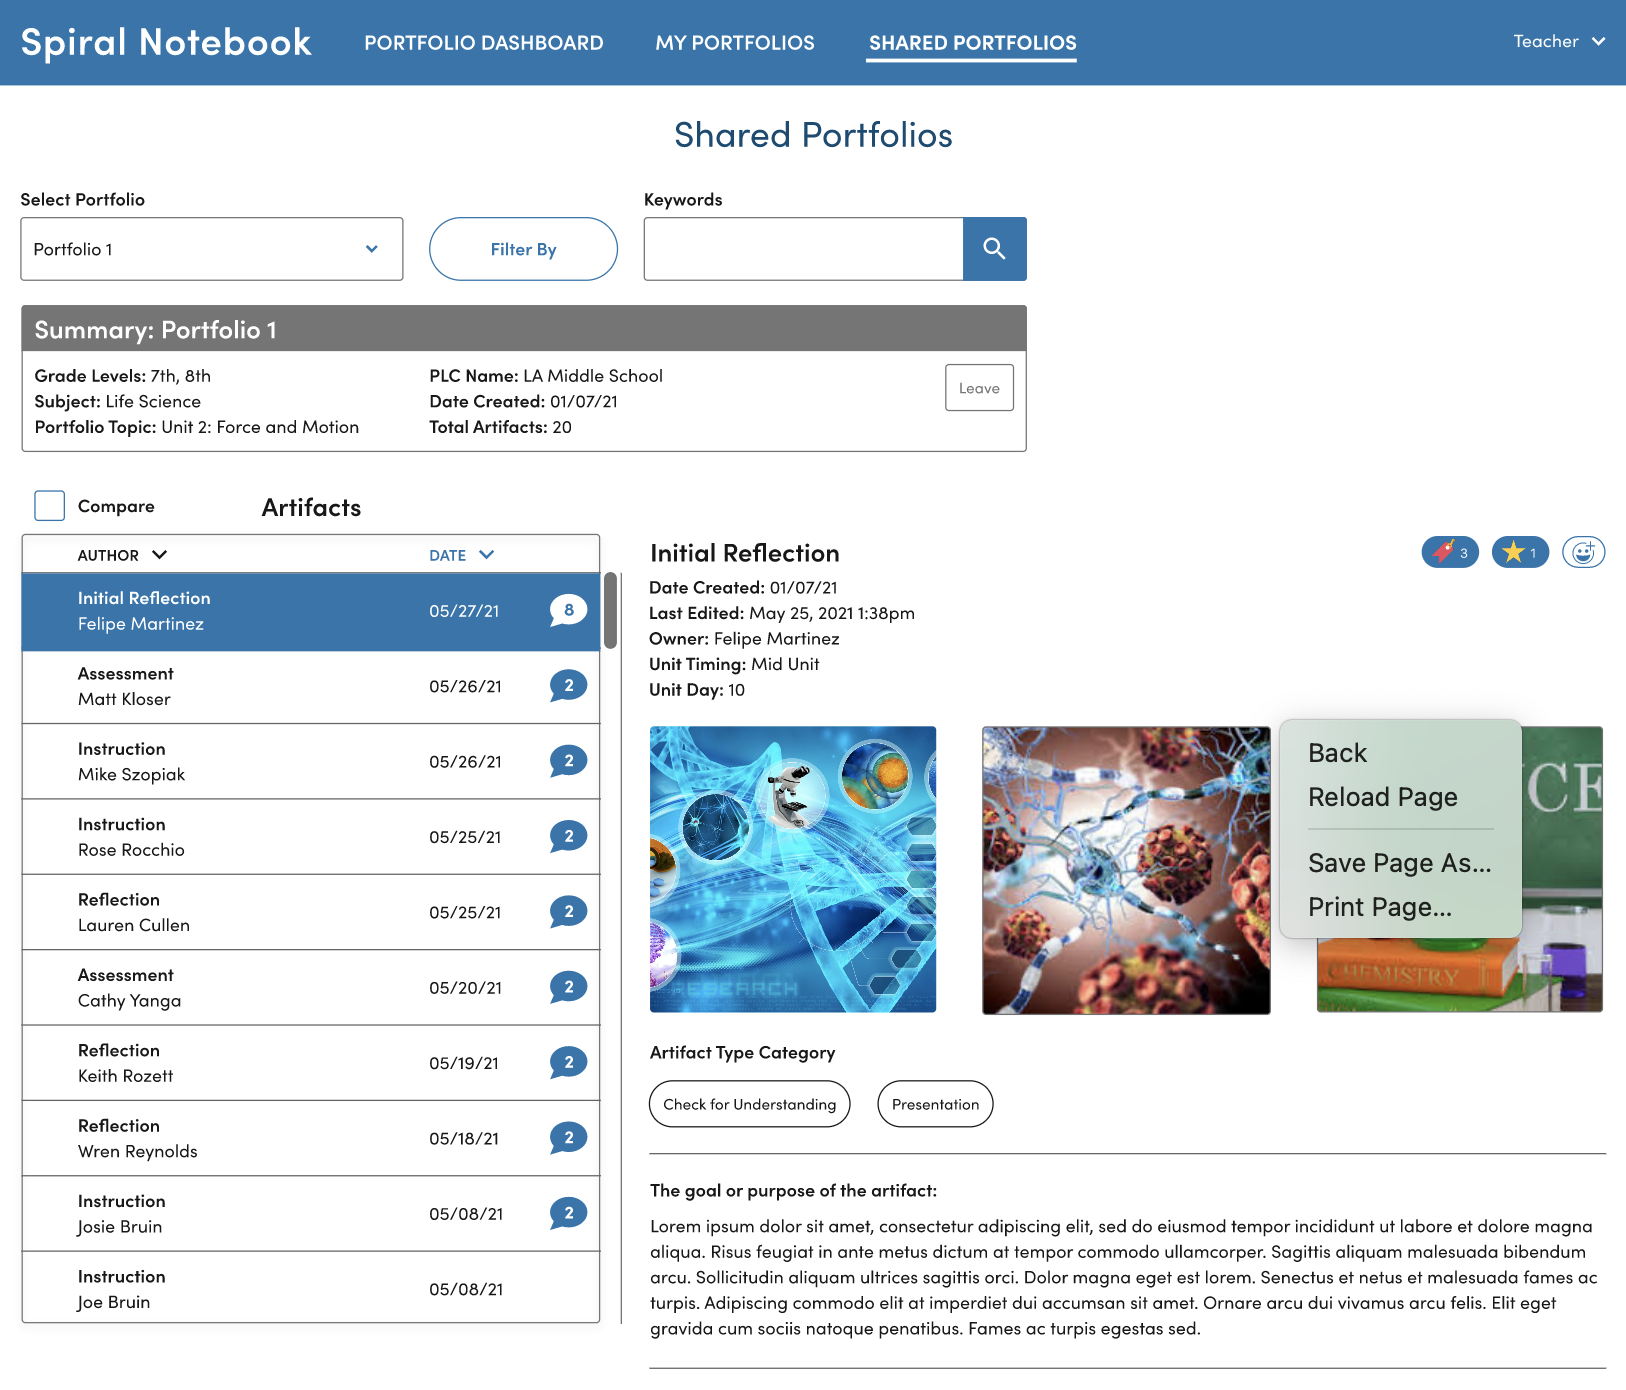 Spiral Notebook
PORTFOLIO DASHBOARD
MY PORTFOLIOS
SHARED PORTFOLIOS
Teacher
Shared Portfolios
Select Portfolio
Keywords
Portfolio 1
Filter By
Summary: Portfolio 1
Grade Levels: 7th, 8th
Subject: Life Science
Portfolio Topic: Unit 2: Force and Motion
PLC Name: LA Middle School
Date Created: 01/07/21
Total Artifacts: 20
Leave
Compare
Artifacts
AUTHOR
DATE
Initial Reflection
Felipe Martinez
05/27/21
8
Assessment
Matt Kloser
05/26/21
2
Instruction
Mike Szopiak
05/26/21
2
Instruction
Rose Rocchio
05/25/21
2
Reflection
Lauren Cullen
05/25/21
2
Assessment
Cathy Yanga
05/20/21
2
Reflection
Keith Rozett
05/19/21
2
Reflection
Wren Reynolds
05/18/21
2
Instruction
Josie Bruin
05/08/21
2
Instruction
Joe Bruin
05/08/21
Initial Reflection
3
1
Date Created: 01/07/21
Last Edited: May 25, 2021 1:38pm
Owner: Felipe Martinez
Unit Timing: Mid Unit
Unit Day: 10
RESEARCH
Back
Reload Page
Save Page As...
Print Page...
CE
CHEMISTRY
Artifact Type Category
Check for Understanding
Presentation
The goal or purpose of the artifact:
Lorem ipsum dolor sit amet, consectetur adipiscing elit, sed do eiusmod tempor incididunt ut labore et dolore magna
aliqua. Risus feugiat in ante metus dictum at tempor commodo ullamcorper. Sagittis aliquam malesuada bibendum
arcu. Sollicitudin aliquam ultrices sagittis orci. Dolor magna eget est lorem. Senectus et netus et malesuada fames ac
turpis. Adipiscing commodo elit at imperdiet dui accumsan sit amet. Ornare arcu dui vivamus arcu felis. Elit eget
gravida cum sociis natoque penatibus. Fames ac turpis egestas sed.